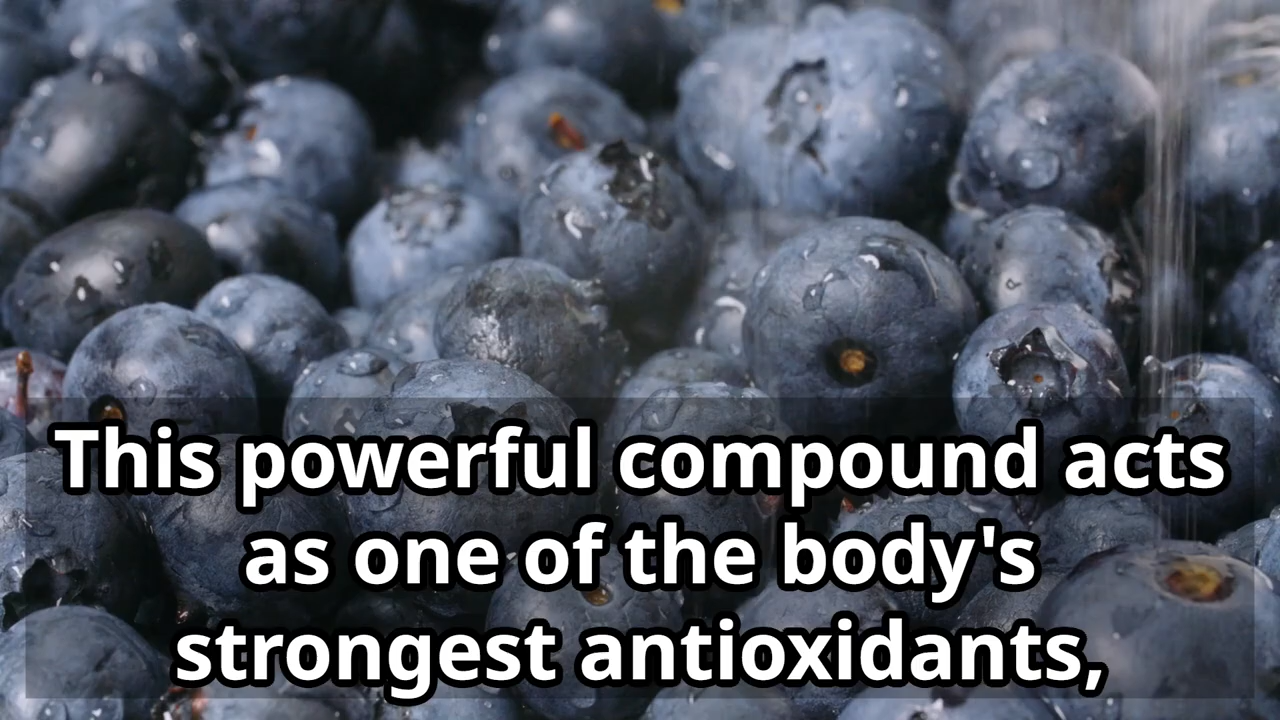 This powerful compound acts
as one of the body's
strongest antioxidants,